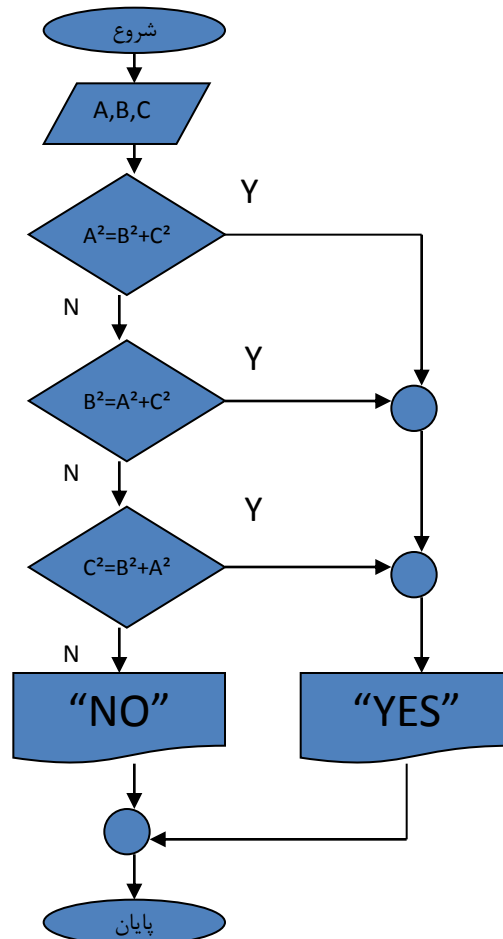 شروع
A,B,C
Y
A²=B²+C²
N
Y
B²=A²+C²
N
Y
C²=B²+A²
N
“NO”
“YES”
پایان